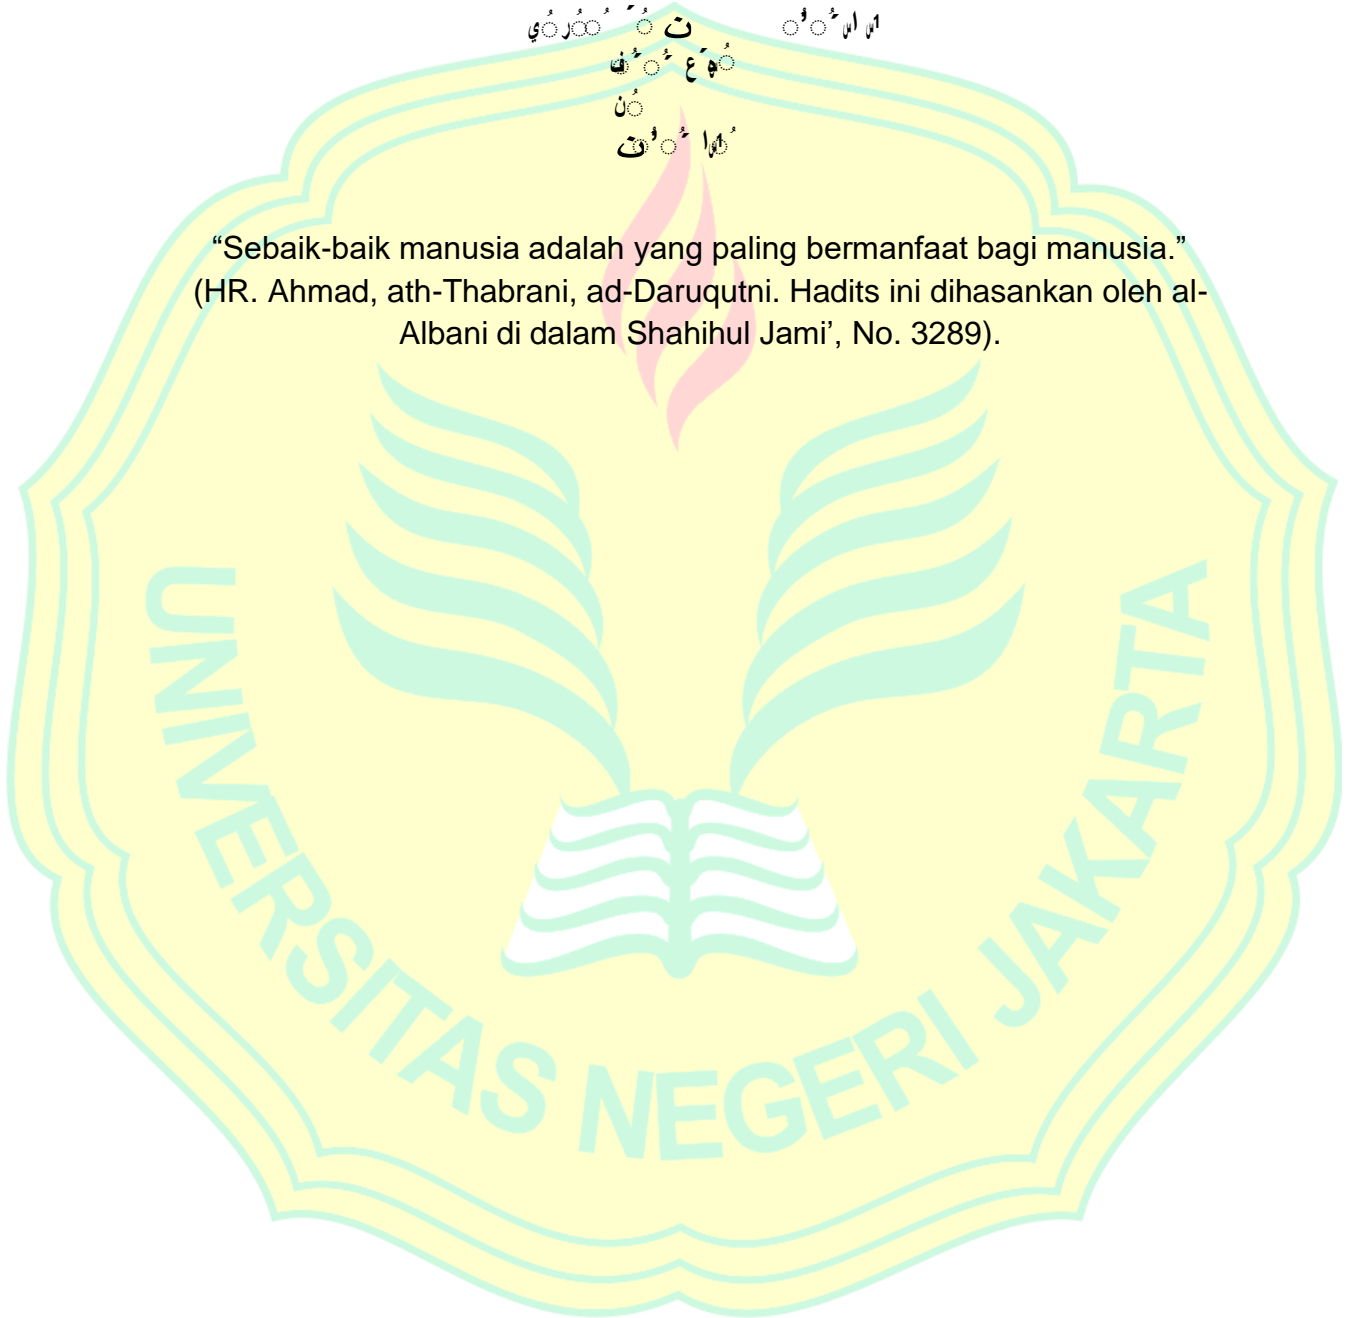 “Sebaik-baik manusia adalah yang paling bermanfaat bagi manusia.”
(HR. Ahmad, ath-Thabrani, ad-Daruqutni. Hadits ini dihasankan oleh al-
Albani di dalam Shahihul Jami’, No. 3289).
UNIVERSITAS NEGERI JAKARTA